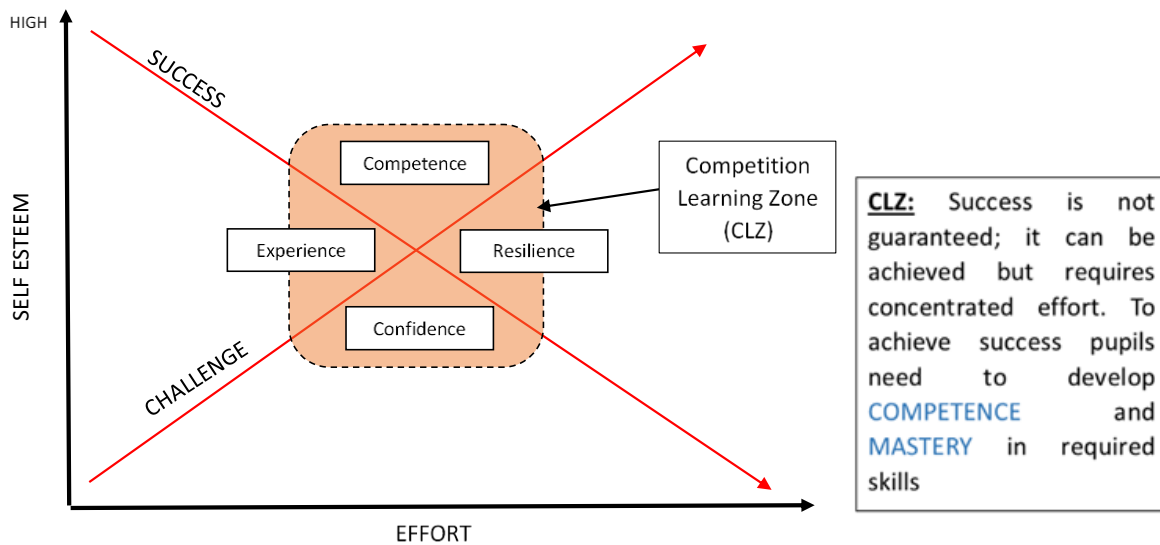 HIGH
SUCCESS
Competence
Competition
Learning Zone
(CLZ)
Experience
Resilience
Confidence
CHALLENGE
SELF ESTEEM
EFFORT
CLZ: Success is not
guaranteed; it can be
achieved but requires
concentrated effort. To
achieve success pupils
need to develop
COMPETENCE and
MASTERY in required
skills